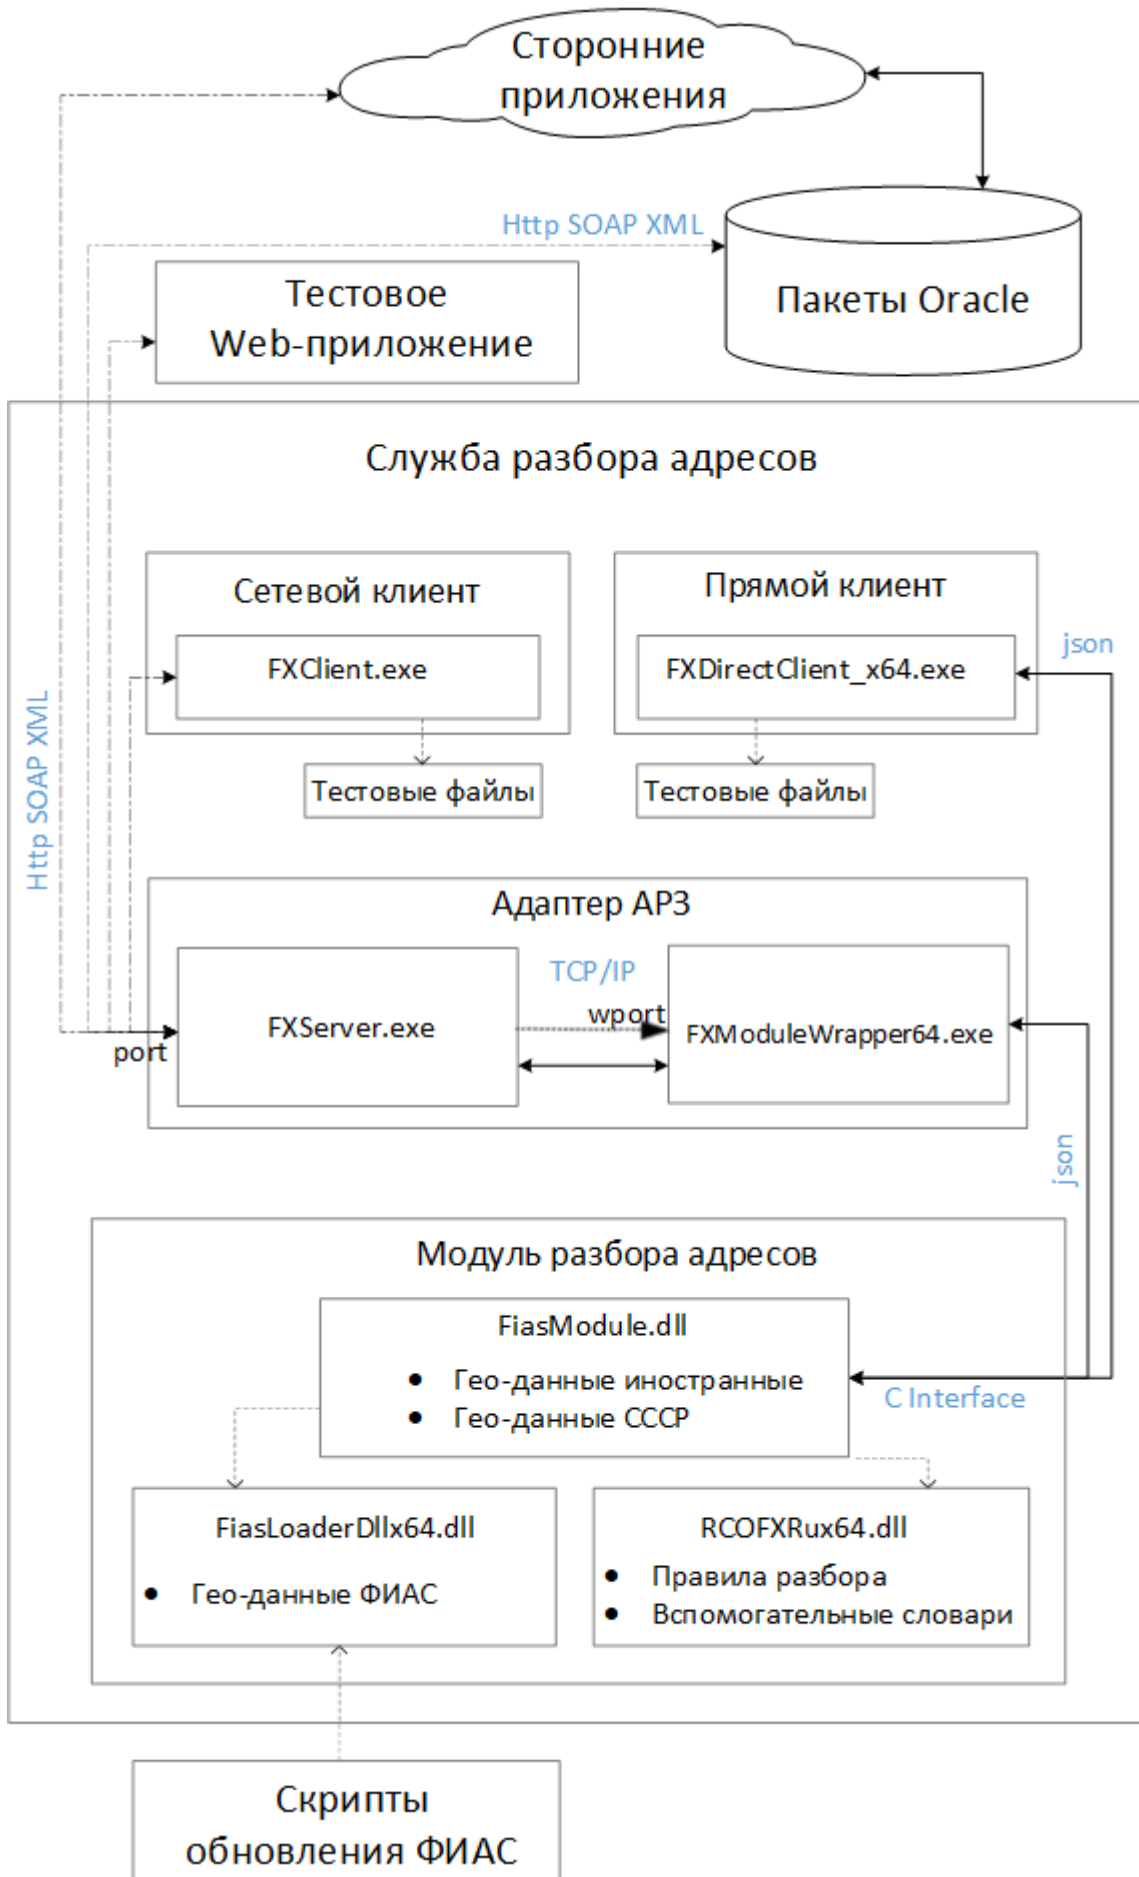 Сторонние
приложения
Http SOAP XML
Пакеты Oracle
Тестовое
Web-приложение
Служба разбора адресов
Сетевой клиент
FXClient.exe
Тестовые файлы
Прямой клиент
FXDirectClient_x64.exe
Тестовые файлы
json
Http SOAP XML
Адаптер АРЗ
FXServer.exe
TCP/IP
wport
FXModuleWrapper64.exe
port
json
Модуль разбора адресов
FiasModule.dll
• Гео-данные иностранные
• Гео-данные СССР
C Interface
FiasLoaderDllx64.dll
• Гео-данные ФИАС
RCOFXRux64.dll
• Правила разбора
• Вспомогательные словари
Скрипты
обновления ФИАС